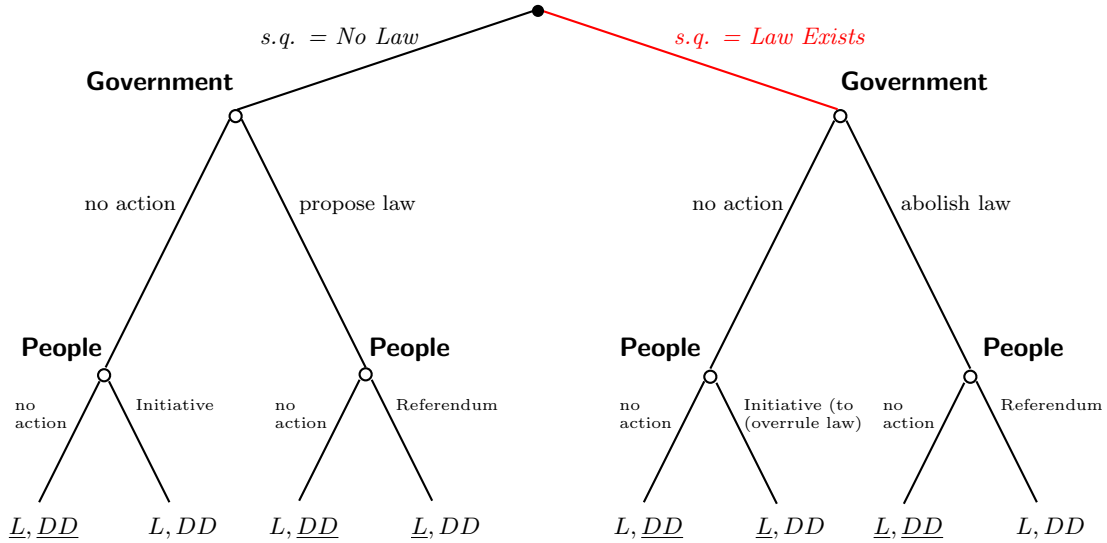 s.q. = No Law
s.q. = Law Exists
Government
Government
no action
propose law
no action
abolish law
People
People
People
People
no
action
Initiative
no
action
Referendum
no
action
Initiative (to
(overrule law)
no
action
Referendum
L, DD
L, DD
L, DD
L, DD
L, DD
L, DD
L, DD
L, DD